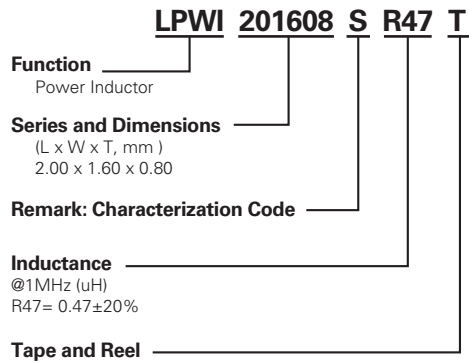 LPWI 201608 S R47 T
Function
Power Inductor
Series and Dimensions
(L x W x T, mm )
2.00 x 1.60 x 0.80
Remark: Characterization Code
Inductance
@1MHz (uH)
R47= 0.47±20%
Tape and Reel